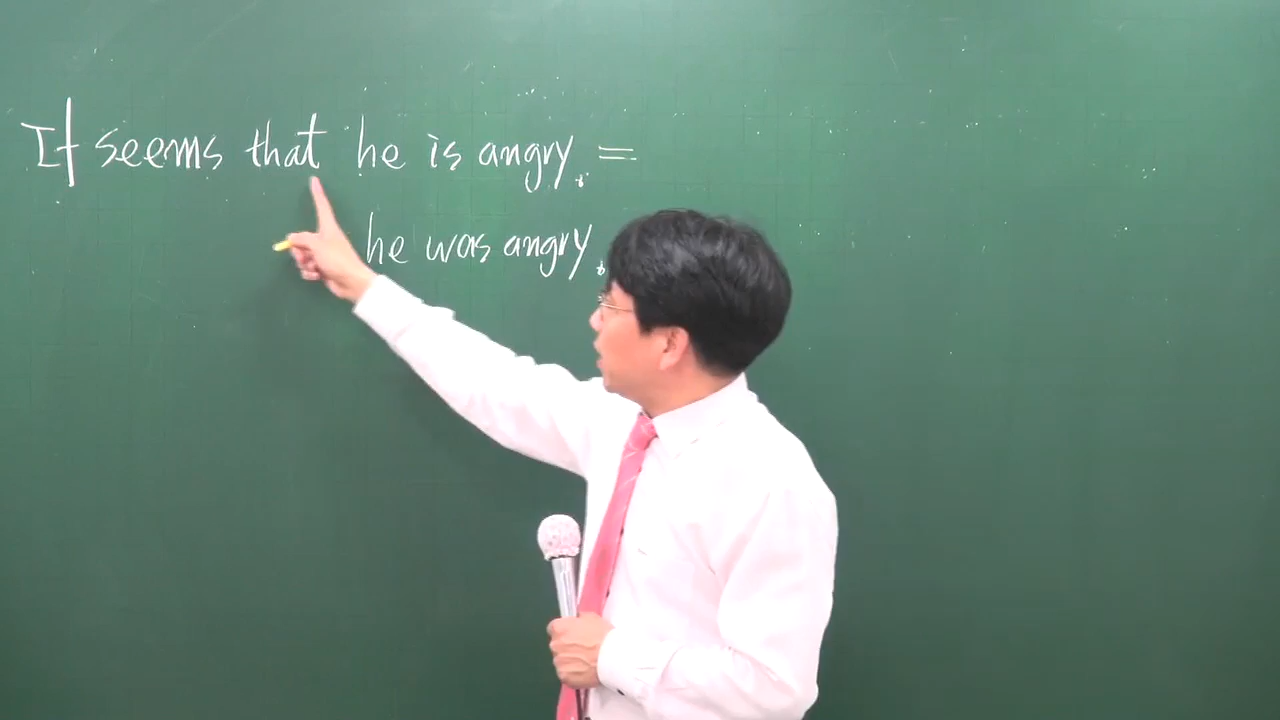 It seems that he is angry. =
he was angry.